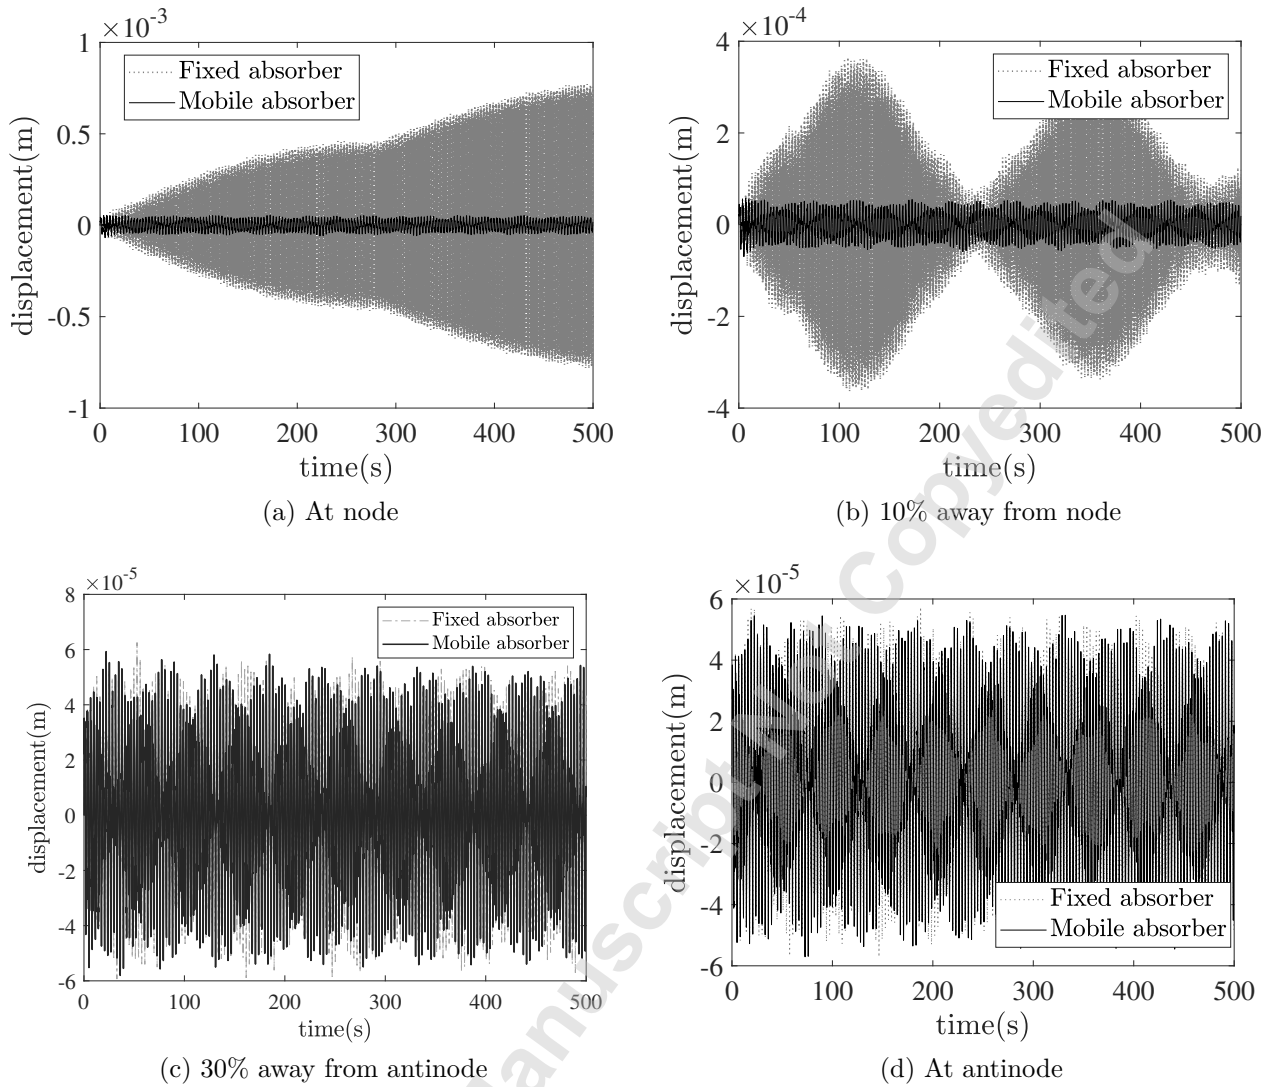 ×10-3
1
0.5
0
-0.5
-1
displacement(m)
Fixed absorber
Mobile absorber
0 100 200 300 400 500
time(s)
(a) At node
×10-4
4
2
0
-2
-4
displacement(m)
Fixed absorber
Mobile absorber
0 100 200 300 400 500
time(s)
(b) 10% away from node
×10-5
8
6
4
2
0
-2
-4
-6
displacement(m)
Fixed absorber
Mobile absorber
0 100 200 300 400 500
time(s)
(c) 30% away from antinode
×10-5
6
4
2
0
-2
-4
-6
displacement(m)
Fixed absorber
Mobile absorber
0 100 200 300 400 500
time(s)
(d) At antinode
anuscript Not Copyedited